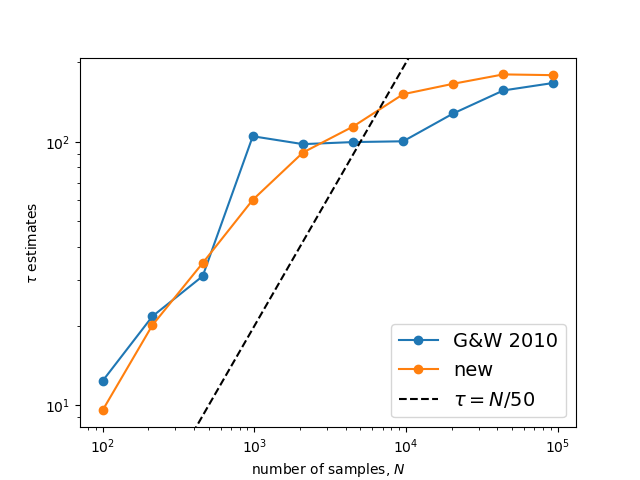 10²
10¹
τ estimates
10²
10³
10⁴
10⁵
number of samples, N
G&W 2010
new
τ = N/50